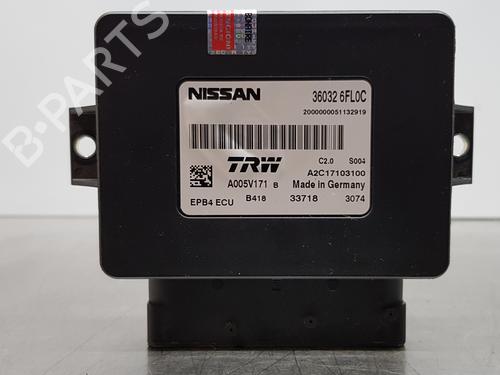 NISSAN
36032 6FL0C
2000000051132919
TRW
C2.0 S004
A2C17103100
A005V171 B
Made in Germany
EPB4 ECU
B418
33718
3074
B-PARTS